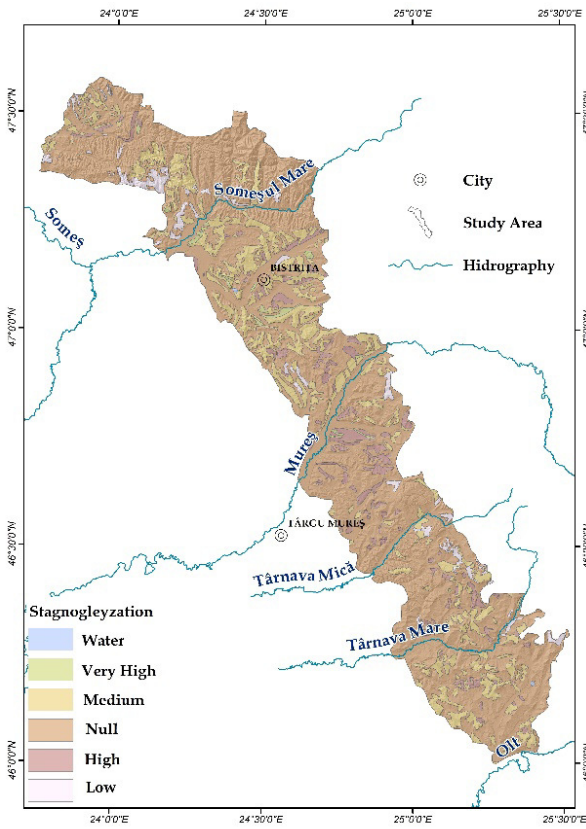 24°0'0"E
24°30'0"E
25°0'0"E
25°30'0"E
47°30'0"N
Someşul Mare
City
Someş
Study Area
BISTRIŢA
Hidrography
47°0'0"N
Mureş
TÂRGU MUREŞ
46°30'0"N
Târnava Mică
Stagnogleyzation
Water
Târnava Mare
Very High
Medium
Null
High
Olt
Low
46°0'0"N
24°0'0"E
24°30'0"E
25°0'0"E
25°30'0"E